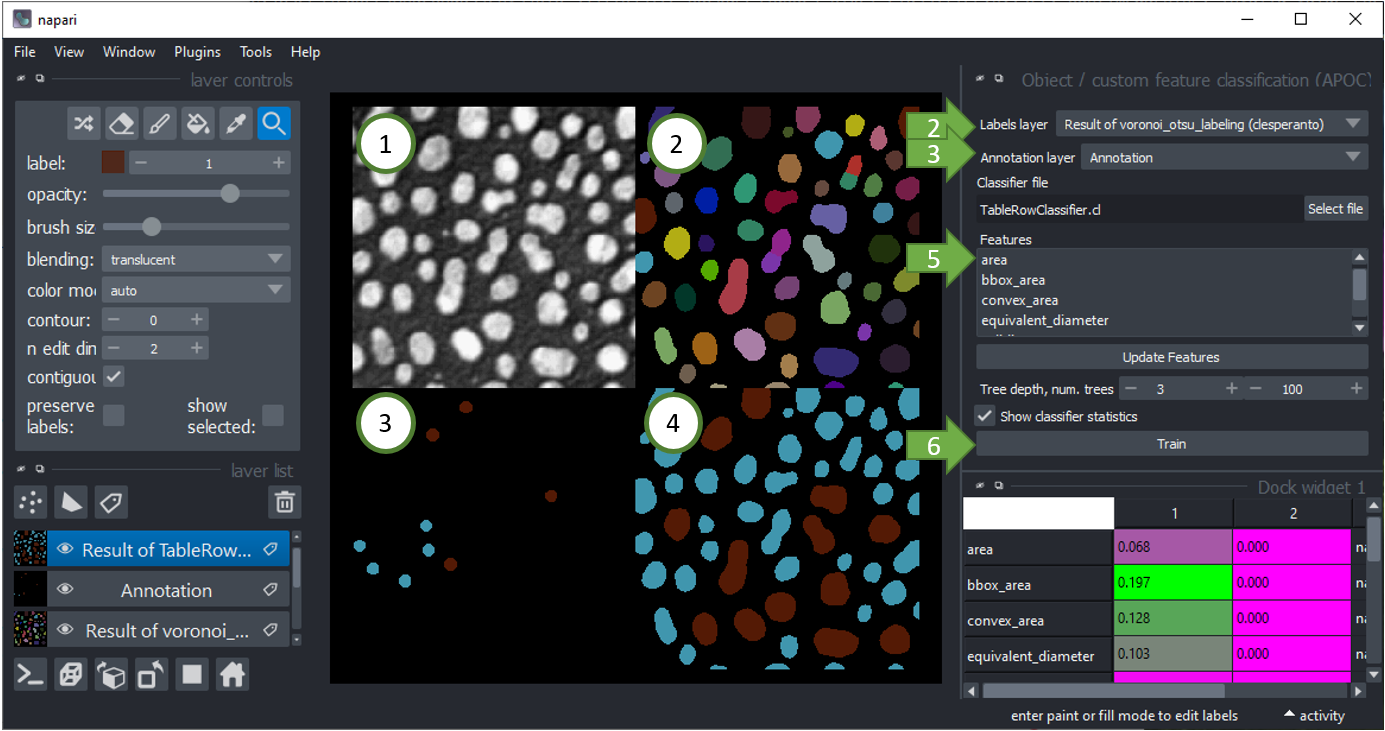 napari
File View Window Plugins Tools Help
laver controls
label: 1
opacity:
brush siz
blending: translucent
color mo auto
contour: 0
n edit din 2
contiguou
preserve labels:
show selected:
laver list
Result of TableRow...
Annotation
Result of voronoi_...
1
2
3
4
Object / custom feature classification (APOC)
2 Labels layer Result of voronoi_otsu_labeling (clesperanto)
3 Annotation layer Annotation
Classifier file
TableRowClassifier.cl Select file
Features
5 area
bbox_area
convex_area
equivalent_diameter
Update Features
Tree depth, num. trees 3 100
Show classifier statistics
6 Train
Dock widget 1
1 2
area 0.068 0.000 na
bbox_area 0.197 0.000 na
convex_area 0.128 0.000 na
equivalent_diameter 0.103 0.000 na
enter paint or fill mode to edit labels activity